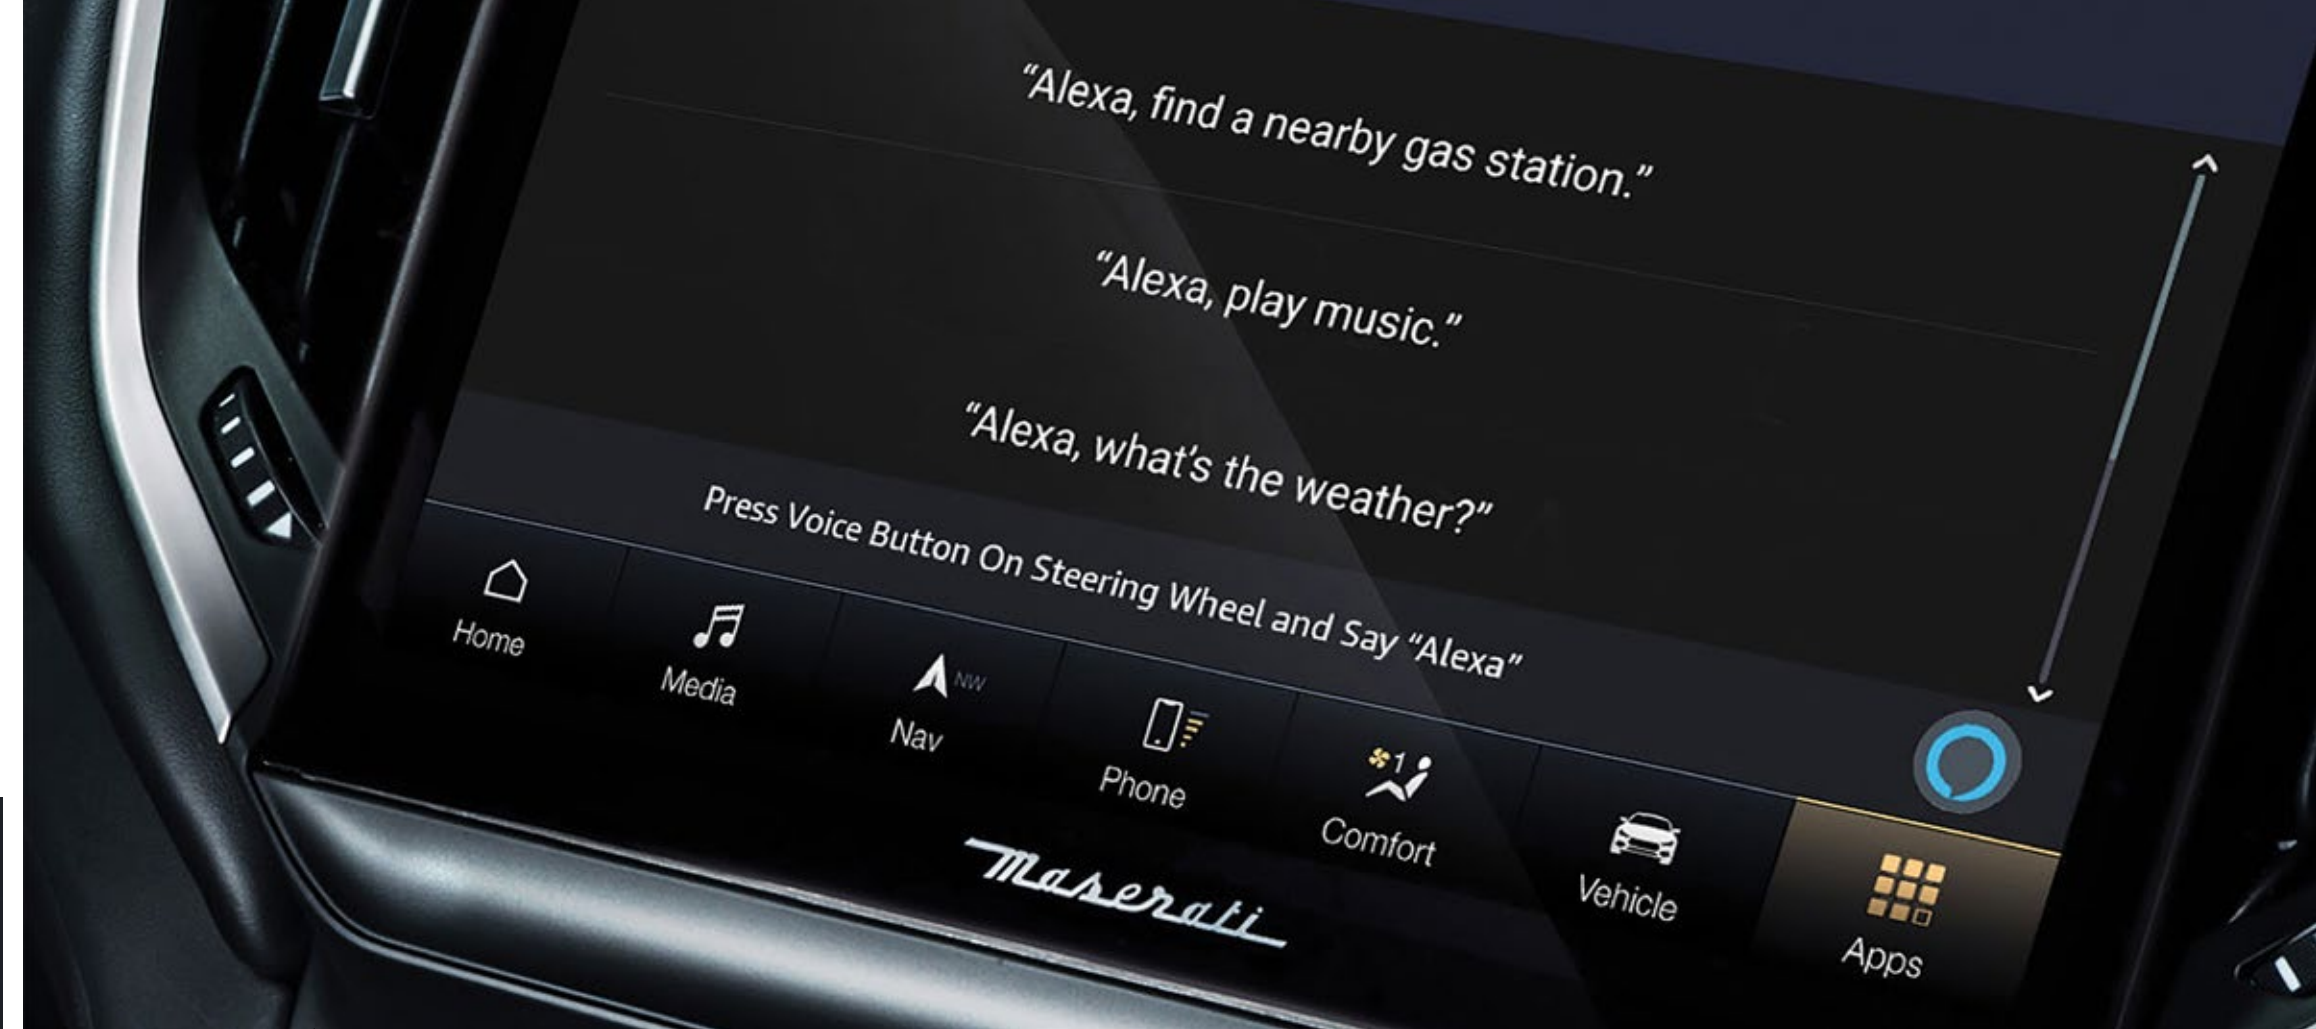 “Alexa, find a nearby gas station.”
“Alexa, play music.”
“Alexa, what's the weather?”
Press Voice Button On Steering Wheel and Say “Alexa”
Home
Media
NW
Nav
Phone
1
Comfort
Vehicle
Apps
Maserati